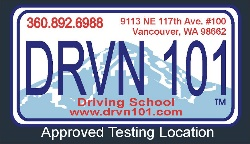 360.892.6988
9113 NE 117th Ave. #100
Vancouver, WA 98662
DRVN 101
TM
Driving School
www.drvn101.com
Approved Testing Location